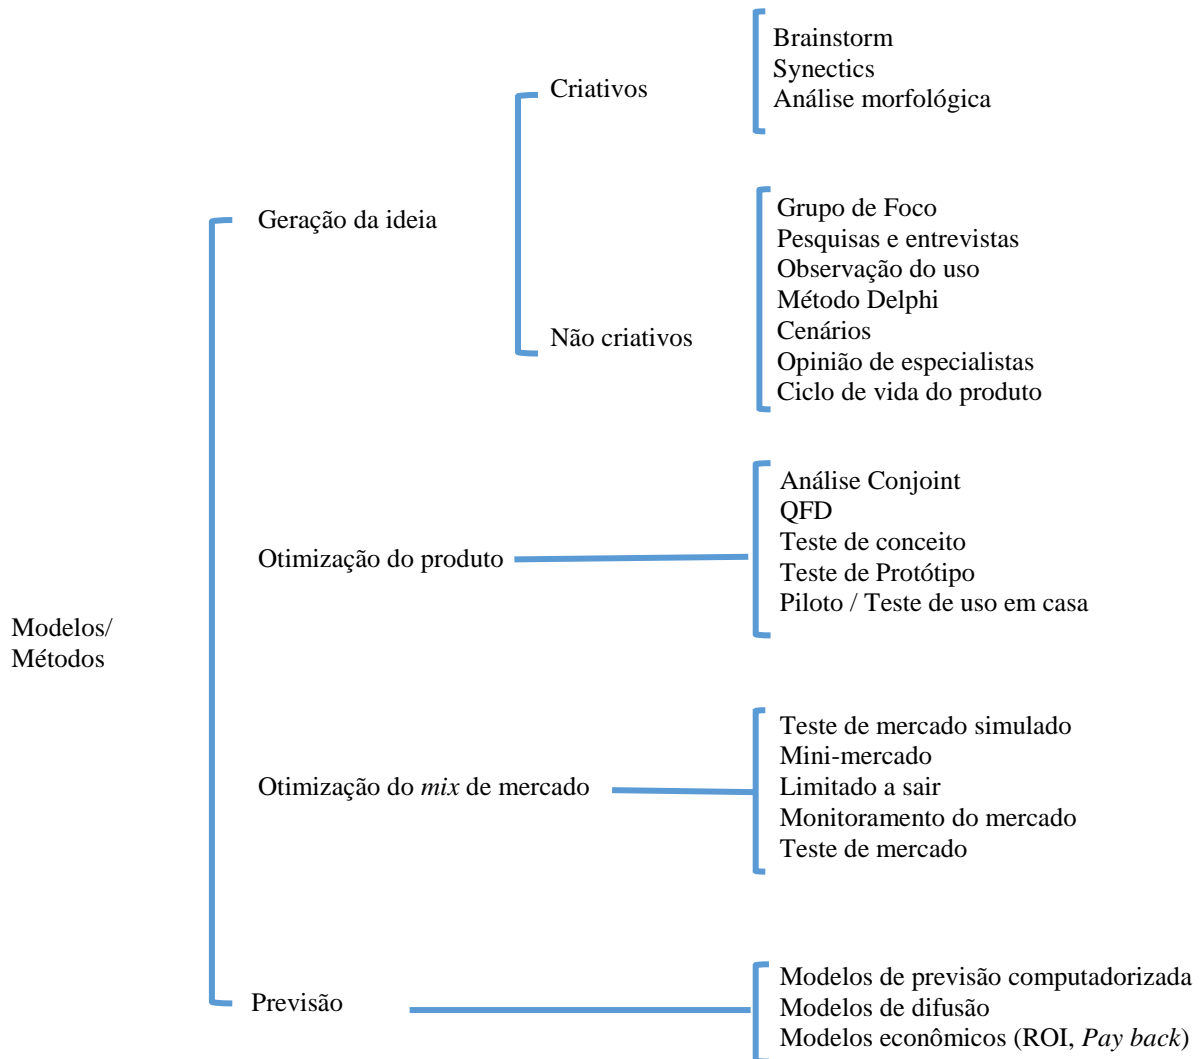 Brainstorm
Synectics
Análise morfológica
Criativos
Geração da ideia
Grupo de Foco
Pesquisas e entrevistas
Observação do uso
Método Delphi
Cenários
Opinião de especialistas
Ciclo de vida do produto
Não criativos
Análise Conjoint
QFD
Teste de conceito
Teste de Protótipo
Piloto / Teste de uso em casa
Otimização do produto
Modelos/
Métodos
Teste de mercado simulado
Mini-mercado
Limitado a sair
Monitoramento do mercado
Teste de mercado
Otimização do mix de mercado
Previsão
Modelos de previsão computadorizada
Modelos de difusão
Modelos econômicos (ROI, Pay back)